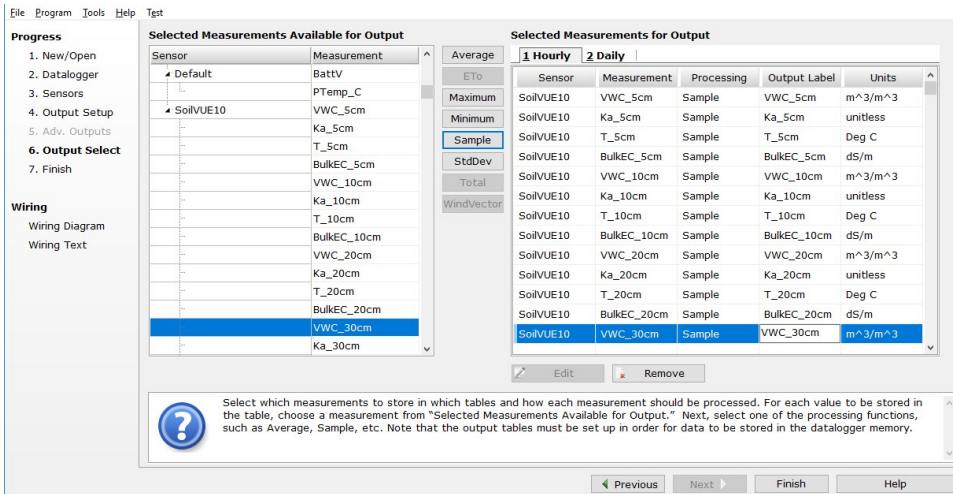 File Program Tools Help Test
Progress
1. New/Open
2. Datalogger
3. Sensors
4. Output Setup
5. Adv. Outputs
6. Output Select
7. Finish
Wiring
Wiring Diagram
Wiring Text
Selected Measurements Available for Output
Sensor Measurement
Default BattV
PTemp_C
SoilVUE10 VWC_5cm
Ka_5cm
T_5cm
BulkEC_5cm
VWC_10cm
Ka_10cm
T_10cm
BulkEC_10cm
VWC_20cm
Ka_20cm
T_20cm
BulkEC_20cm
VWC_30cm
Ka_30cm
Average
ETo
Maximum
Minimum
Sample
StdDev
Total
WindVector
Selected Measurements for Output
1 Hourly 2 Daily
Sensor Measurement Processing Output Label Units
SoilVUE10 VWC_5cm Sample VWC_5cm m^3/m^3
SoilVUE10 Ka_5cm Sample Ka_5cm unitless
SoilVUE10 T_5cm Sample T_5cm Deg C
SoilVUE10 BulkEC_5cm Sample BulkEC_5cm dS/m
SoilVUE10 VWC_10cm Sample VWC_10cm m^3/m^3
SoilVUE10 Ka_10cm Sample Ka_10cm unitless
SoilVUE10 T_10cm Sample T_10cm Deg C
SoilVUE10 BulkEC_10cm Sample BulkEC_10cm dS/m
SoilVUE10 VWC_20cm Sample VWC_20cm m^3/m^3
SoilVUE10 Ka_20cm Sample Ka_20cm unitless
SoilVUE10 T_20cm Sample T_20cm Deg C
SoilVUE10 BulkEC_20cm Sample BulkEC_20cm dS/m
SoilVUE10 VWC_30cm Sample VWC_30cm m^3/m^3
Edit Remove
Select which measurements to store in which tables and how each measurement should be processed. For each value to be stored in
the table, choose a measurement from “Selected Measurements Available for Output.” Next, select one of the processing functions,
such as Average, Sample, etc. Note that the output tables must be set up in order for data to be stored in the datalogger memory.
Previous Next Finish Help